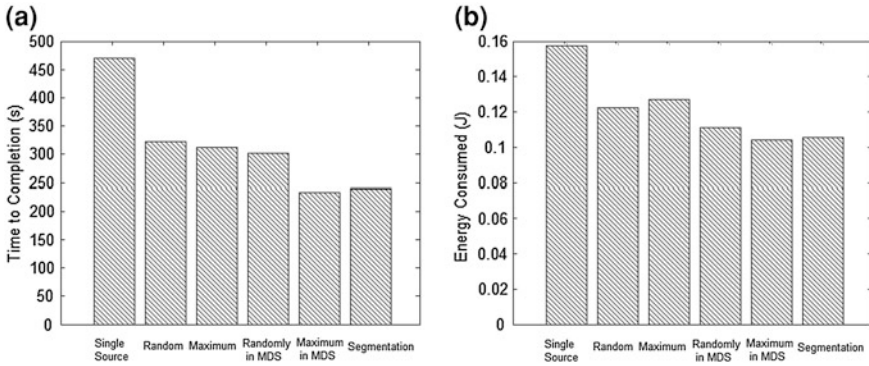 (a)
Time to Completion (s)
500
450
400
350
300
250
200
150
100
50
0
Single
Source
Random
Maximum
Randomly
in MDS
Maximum
in MDS
Segmentation
(b)
Energy Consumed (J)
0.16
0.14
0.12
0.1
0.08
0.06
0.04
0.02
0
Single
Source
Random
Maximum
Randomly
in MDS
Maximum
in MDS
Segmentation